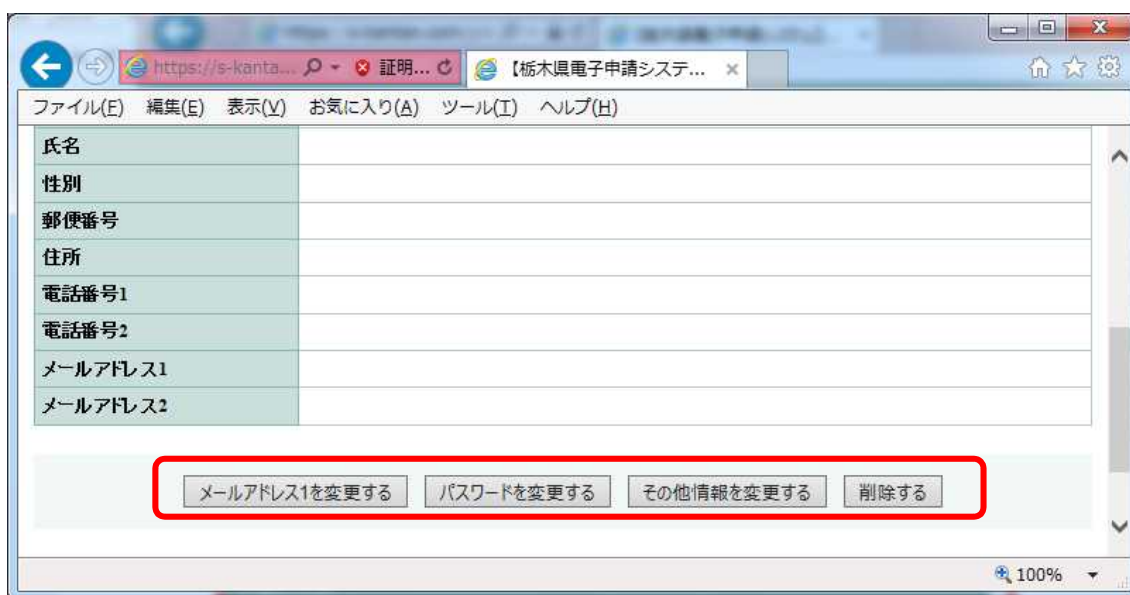 https://s-kanta... 証明... 【栃木県電子申請システ...
ファイル(F) 編集(E) 表示(V) お気に入り(A) ツール(T) ヘルプ(H)
氏名
性別
郵便番号
住所
電話番号1
電話番号2
メールアドレス1
メールアドレス2
メールアドレス1を変更する パスワードを変更する その他情報を変更する 削除する
100%